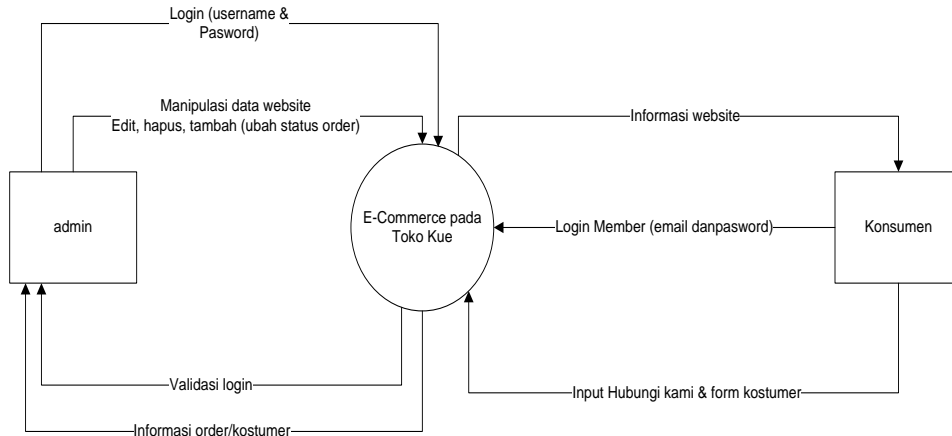 Login (username &
Pasword)
Manipulasi data website
Edit, hapus, tambah (ubah status order)
Informasi website
admin
E-Commerce pada
Toko Kue
Login Member (email danpasword)
Konsumen
Validasi login
Input Hubungi kami & form kostumer
Informasi order/kostumer